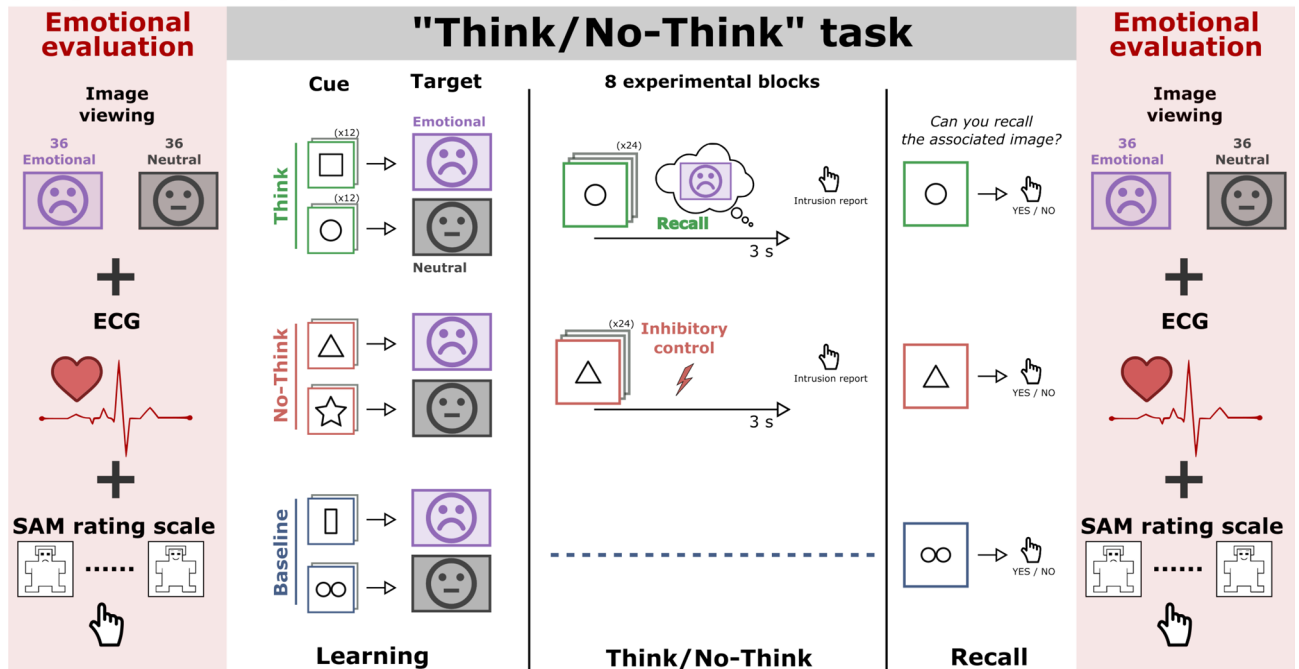 Emotional
evaluation
Image
viewing
36
Emotional
36
Neutral
ECG
SAM rating scale
"Think/No-Think" task
Cue
Target
Think
(x12)
Emotional
(x12)
Neutral
No-Think
Baseline
Learning
8 experimental blocks
(x24)
Recall
Intrusion report
3 s
(x24)
Inhibitory
control
Intrusion report
3 s
Think/No-Think
Can you recall
the associated image?
YES / NO
YES / NO
YES / NO
Recall
Emotional
evaluation
Image
viewing
36
Emotional
36
Neutral
ECG
SAM rating scale